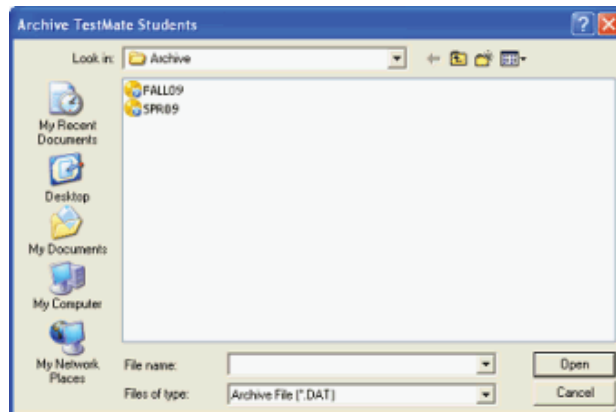 Archive TestMate Students
Look in:
Archive
FALL09
SPR09
My Recent
Documents
Desktop
My Documents
My Computer
My Network
Places
File name:
Open
Files of type:
Archive File (*.DAT)
Cancel